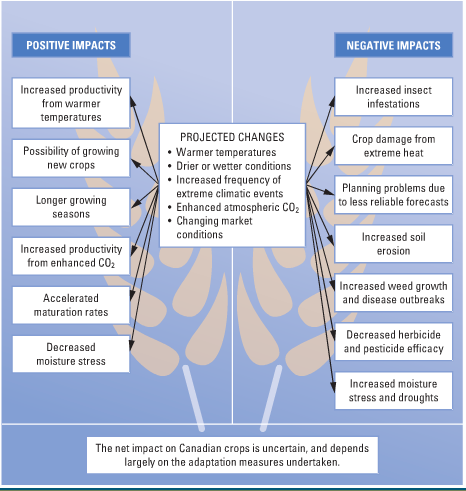 POSITIVE IMPACTS
Increased productivity
from warmer
temperatures
Possibility of growing
new crops
Longer growing
seasons
Increased productivity
from enhanced CO₂
Accelerated
maturation rates
Decreased
moisture stress
PROJECTED CHANGES
• Warmer temperatures
• Drier or wetter conditions
• Increased frequency of
extreme climatic events
• Enhanced atmospheric CO₂
• Changing market
conditions
NEGATIVE IMPACTS
Increased insect
infestations
Crop damage from
extreme heat
Planning problems due
to less reliable forecasts
Increased soil
erosion
Increased weed growth
and disease outbreaks
Decreased herbicide
and pesticide efficacy
Increased moisture
stress and droughts
The net impact on Canadian crops is uncertain, and depends
largely on the adaptation measures undertaken.